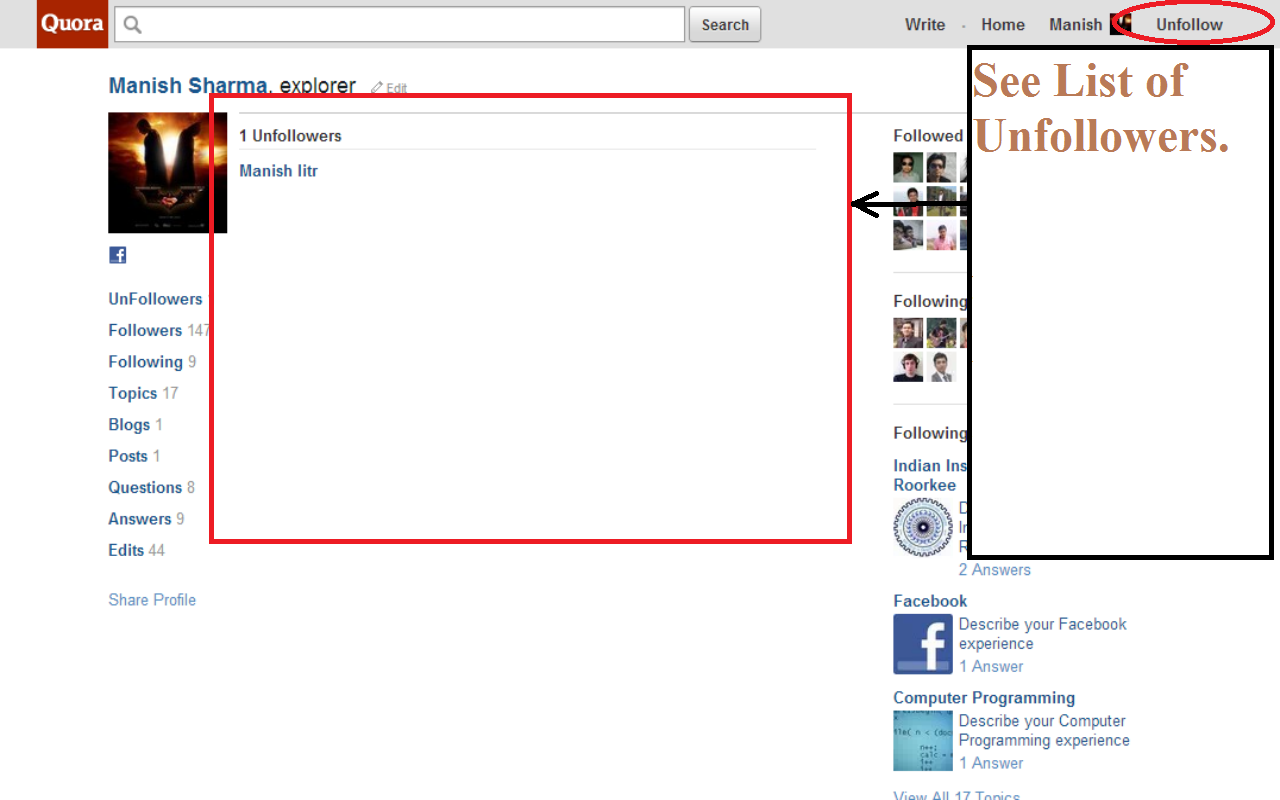 Quora
Search
Write · Home Manish Unfollow
See List of
Unfollowers.
Manish Sharma, explorer Edit
1 Unfollowers
Manish Iitr
UnFollowers
Followers 147
Following 9
Topics 17
Blogs 1
Posts 1
Questions 8
Answers 9
Edits 44
Share Profile
Followed
Following
Following
Indian Ins
Roorkee
2 Answers
Facebook
Describe your Facebook
experience
1 Answer
Computer Programming
Describe your Computer
Programming experience
1 Answer
View All 17 Topics